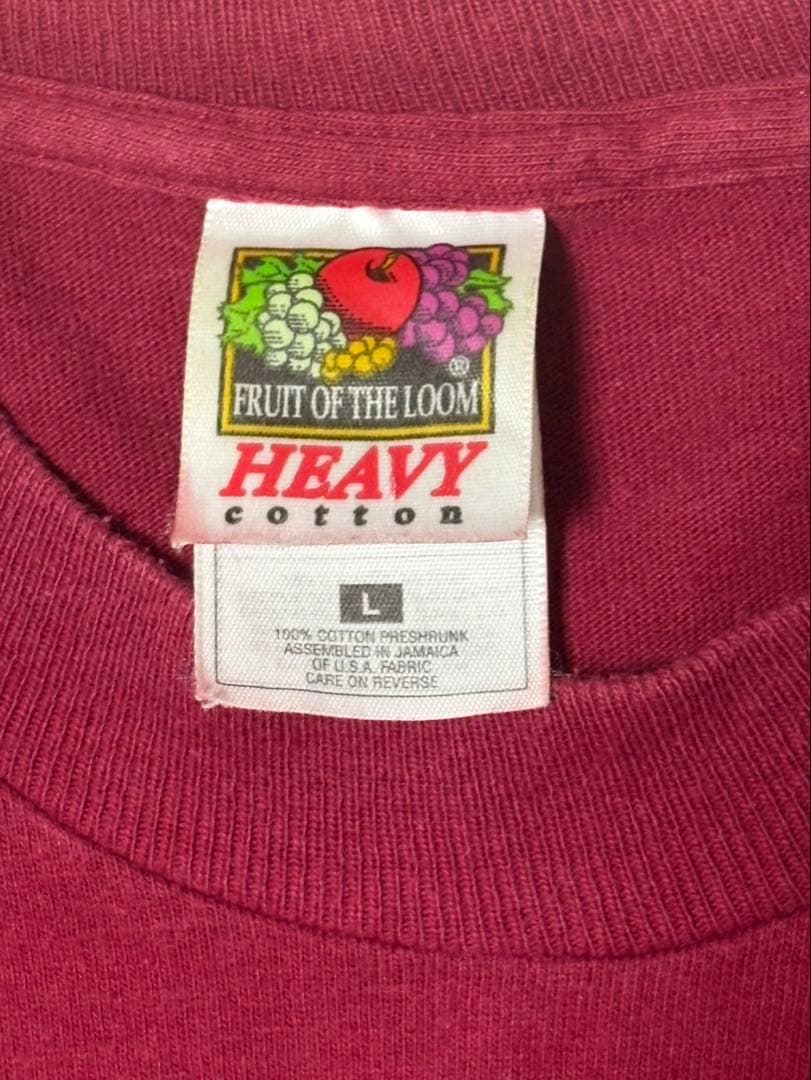 ®
FRUIT OF THE LOOM
HEAVY
cotton
L
100% COTTON PRESHRUNK
ASSEMBLED IN JAMAICA
OF U.S.A. FABRIC
CARE ON REVERSE